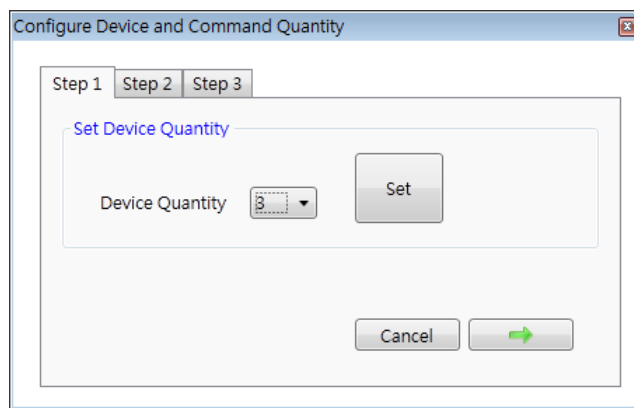 Configure Device and Command Quantity
Step 1 Step 2 Step 3
Set Device Quantity
Device Quantity 3 Set
Cancel